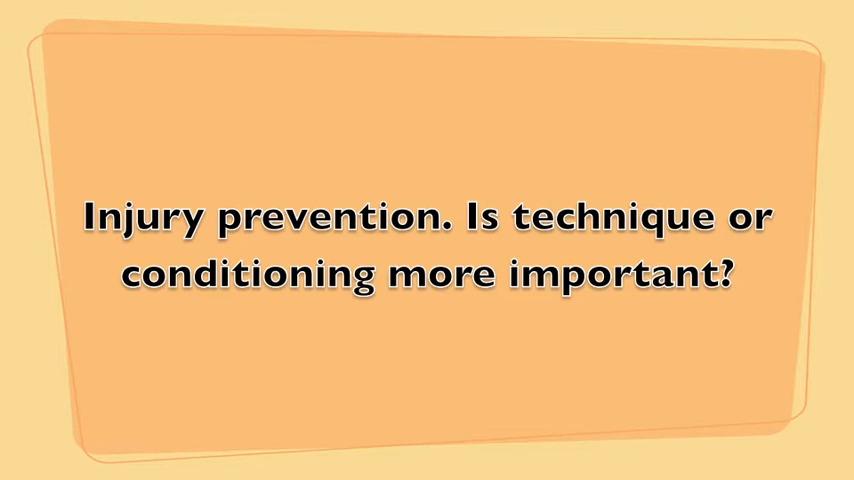 Injury prevention. Is technique or
conditioning more important?